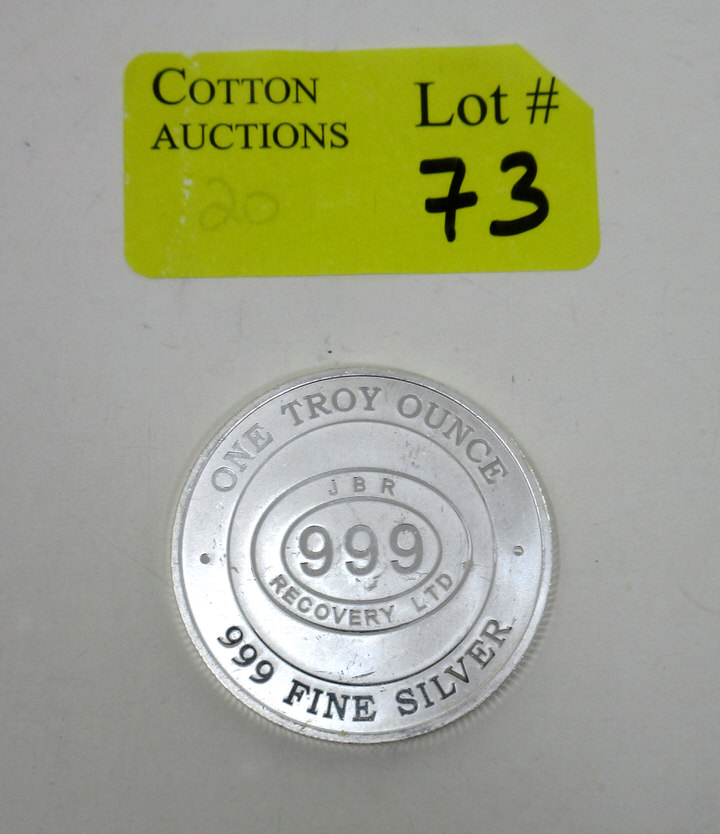 COTTON
AUCTIONS
20
Lot #
73
ONE TROY OUNCE
JBR
999
RECOVERY LTD
999 FINE SILVER